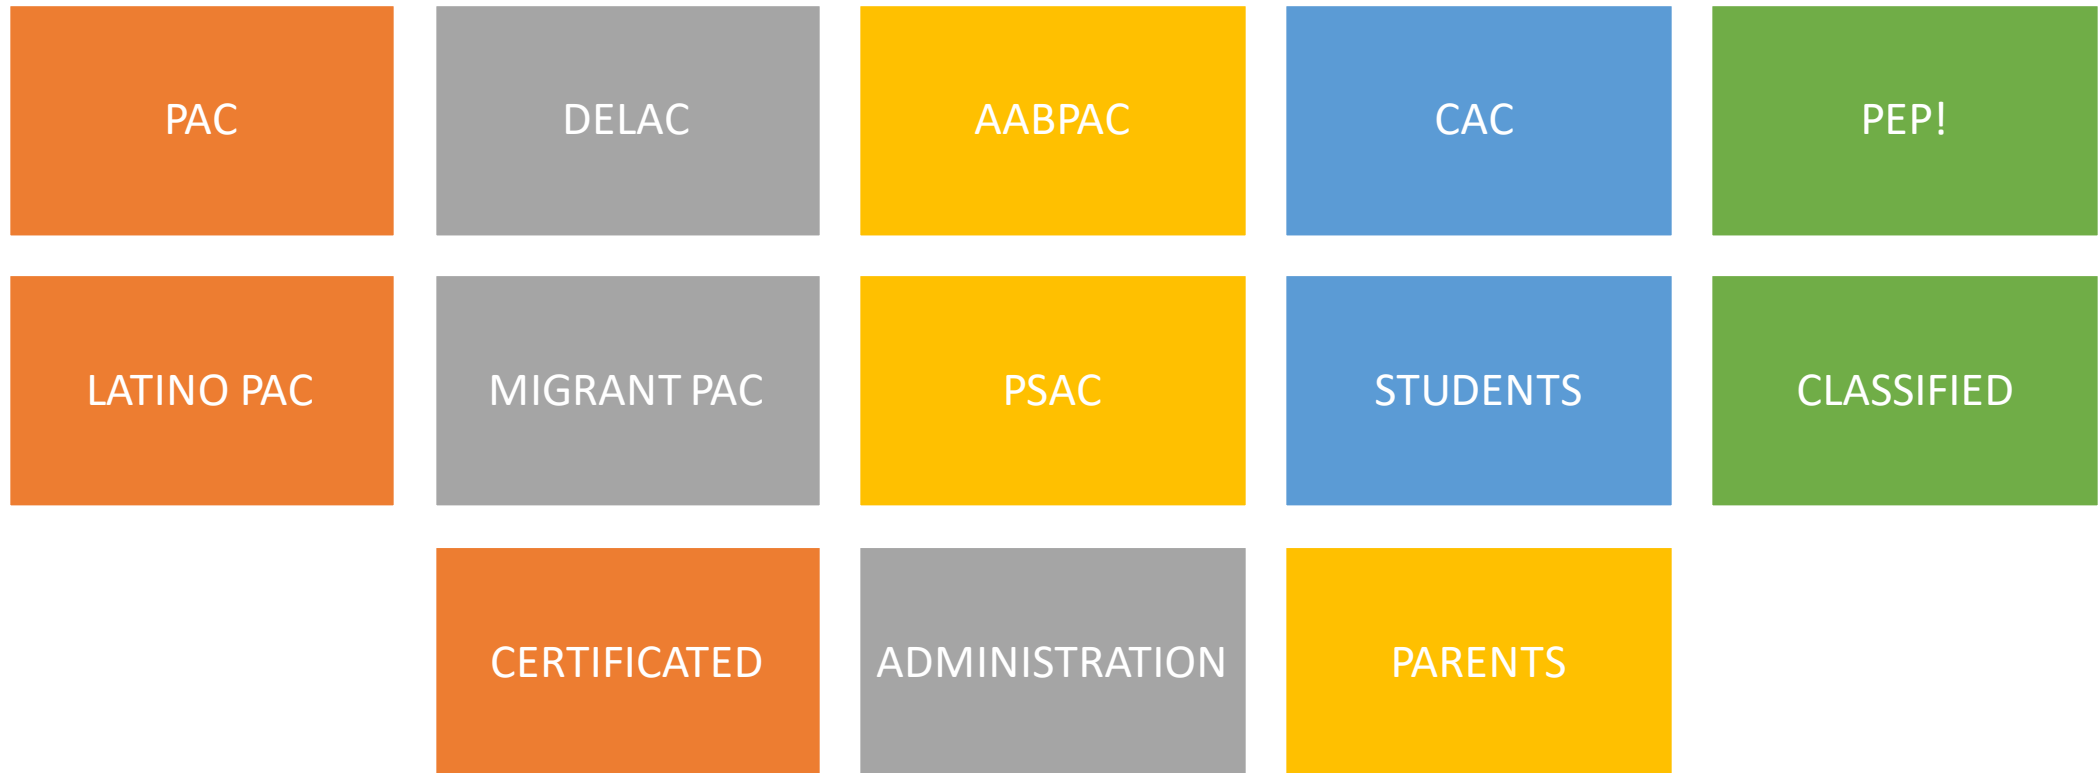 PAC
DELAC
AABPAC
CAC
PEP!
LATINO PAC
MIGRANT PAC
PSAC
STUDENTS
CLASSIFIED
CERTIFICATED
ADMINISTRATION
PARENTS